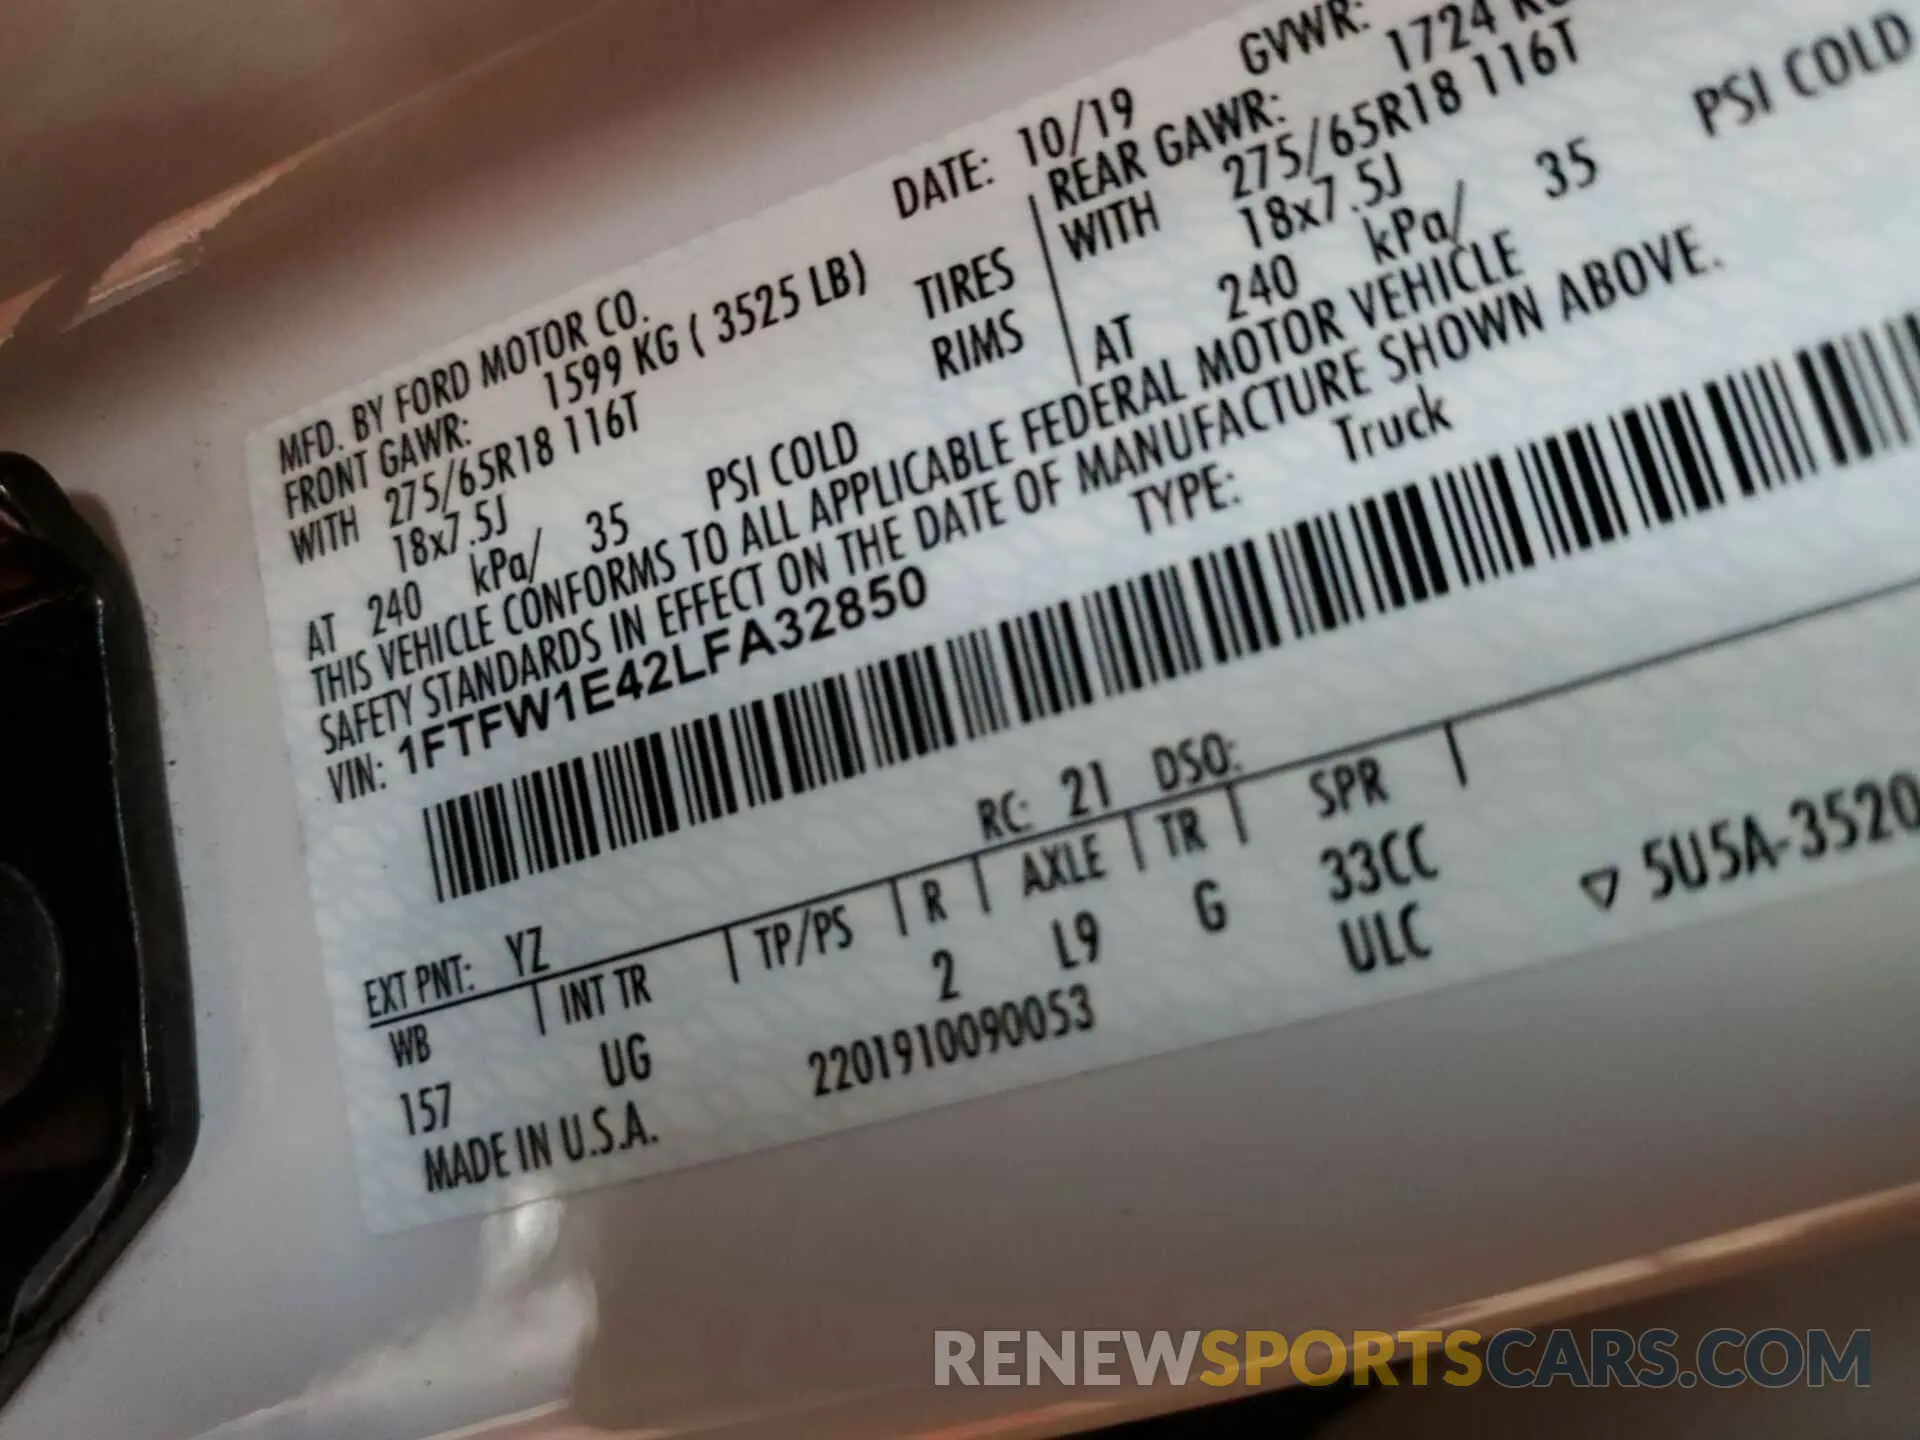 MFD. BY FORD MOTOR CO. DATE: 10/19 GVWR:
FRONT GAWR: 1599 KG ( 3525 LB) REAR GAWR: 1724
WITH 275/65R18 116T TIRES WITH 275/65R18 116T
18x7.5J RIMS 18x7.5J
AT 240 kPa/ 35 PSI COLD AT 240 kPa/ 35 PSI COLD
THIS VEHICLE CONFORMS TO ALL APPLICABLE FEDERAL MOTOR VEHICLE
SAFETY STANDARDS IN EFFECT ON THE DATE OF MANUFACTURE SHOWN ABOVE.
VIN: 1FTFW1E42LFA32850 TYPE: Truck
EXT PNT: YZ RC: 21 DSO:
WB INT TR TP/PS R AXLE TR SPR
157 UG 2 L9 G 33CC
MADE IN U.S.A. 2201910090053 ULC
5U5A-3520
RENEWSPORTSCARS.COM